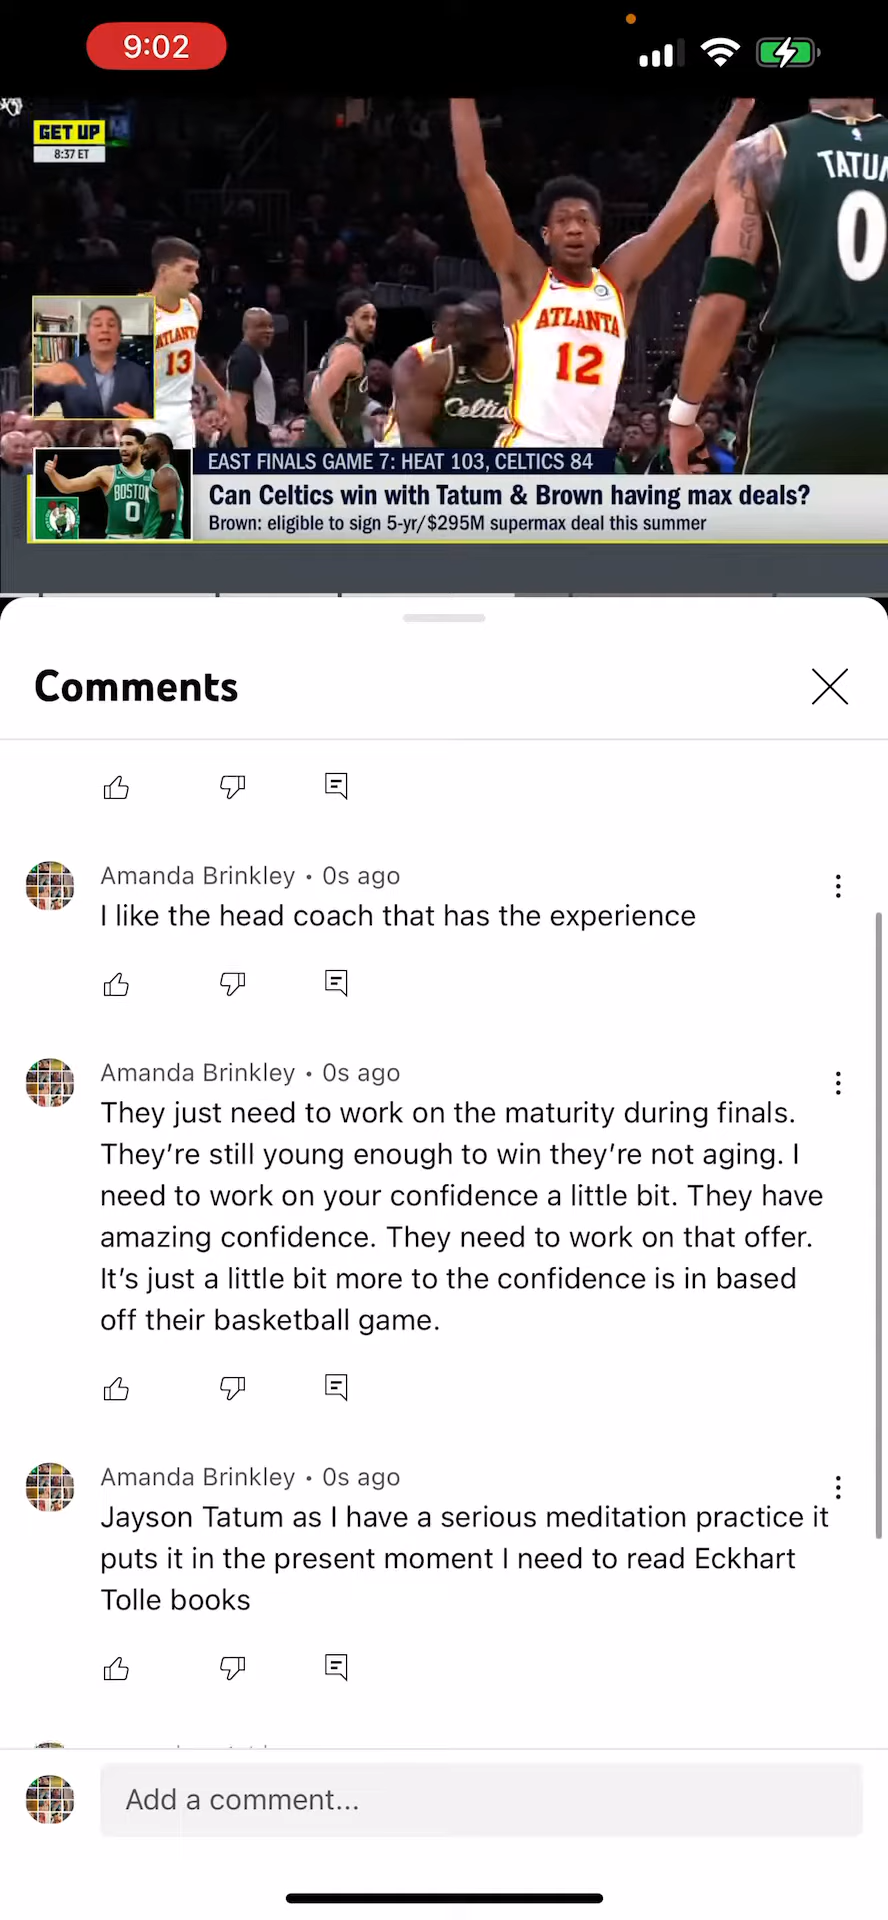 9:02
GET UP
8:37 ET
TATU
0
ATLANTA
13
ATLANTA
12
Celtic
BOSTON
0
EAST FINALS GAME 7: HEAT 103, CELTICS 84
Can Celtics win with Tatum & Brown having max deals?
Brown: eligible to sign 5-yr/$295M supermax deal this summer
Comments
Amanda Brinkley • 0s ago
I like the head coach that has the experience
Amanda Brinkley • 0s ago
They just need to work on the maturity during finals.
They're still young enough to win they're not aging. I
need to work on your confidence a little bit. They have
amazing confidence. They need to work on that offer.
It's just a little bit more to the confidence is in based
off their basketball game.
Amanda Brinkley • 0s ago
Jayson Tatum as I have a serious meditation practice it
puts it in the present moment I need to read Eckhart
Tolle books
Add a comment...